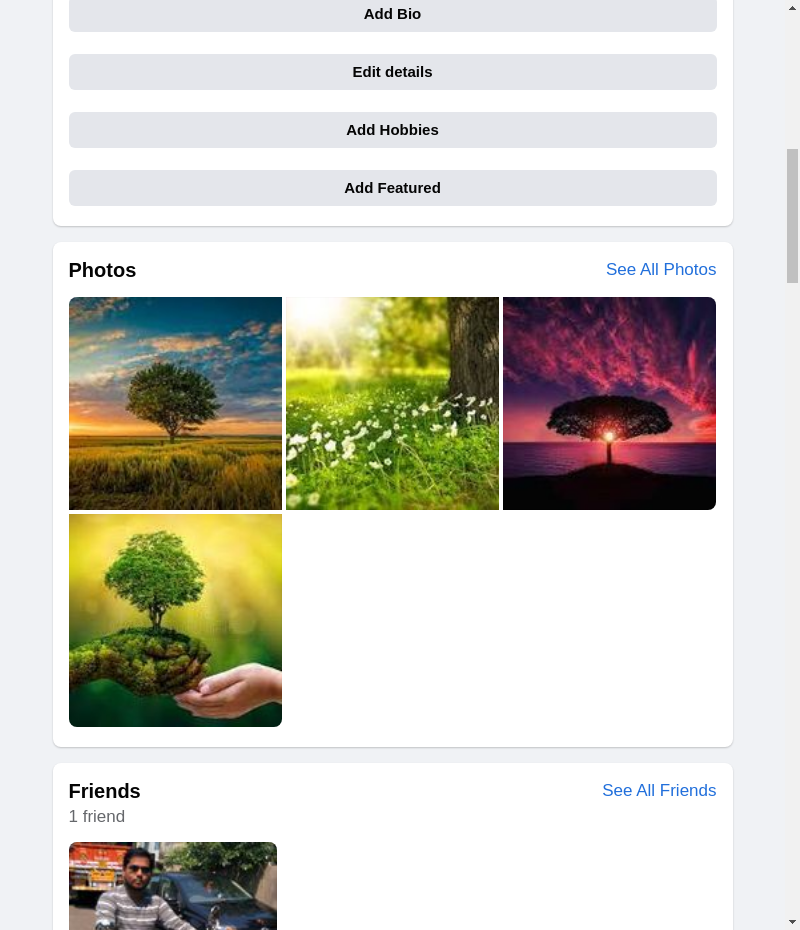 Add Bio
Edit details
Add Hobbies
Add Featured
Photos
See All Photos
Friends
See All Friends
1 friend